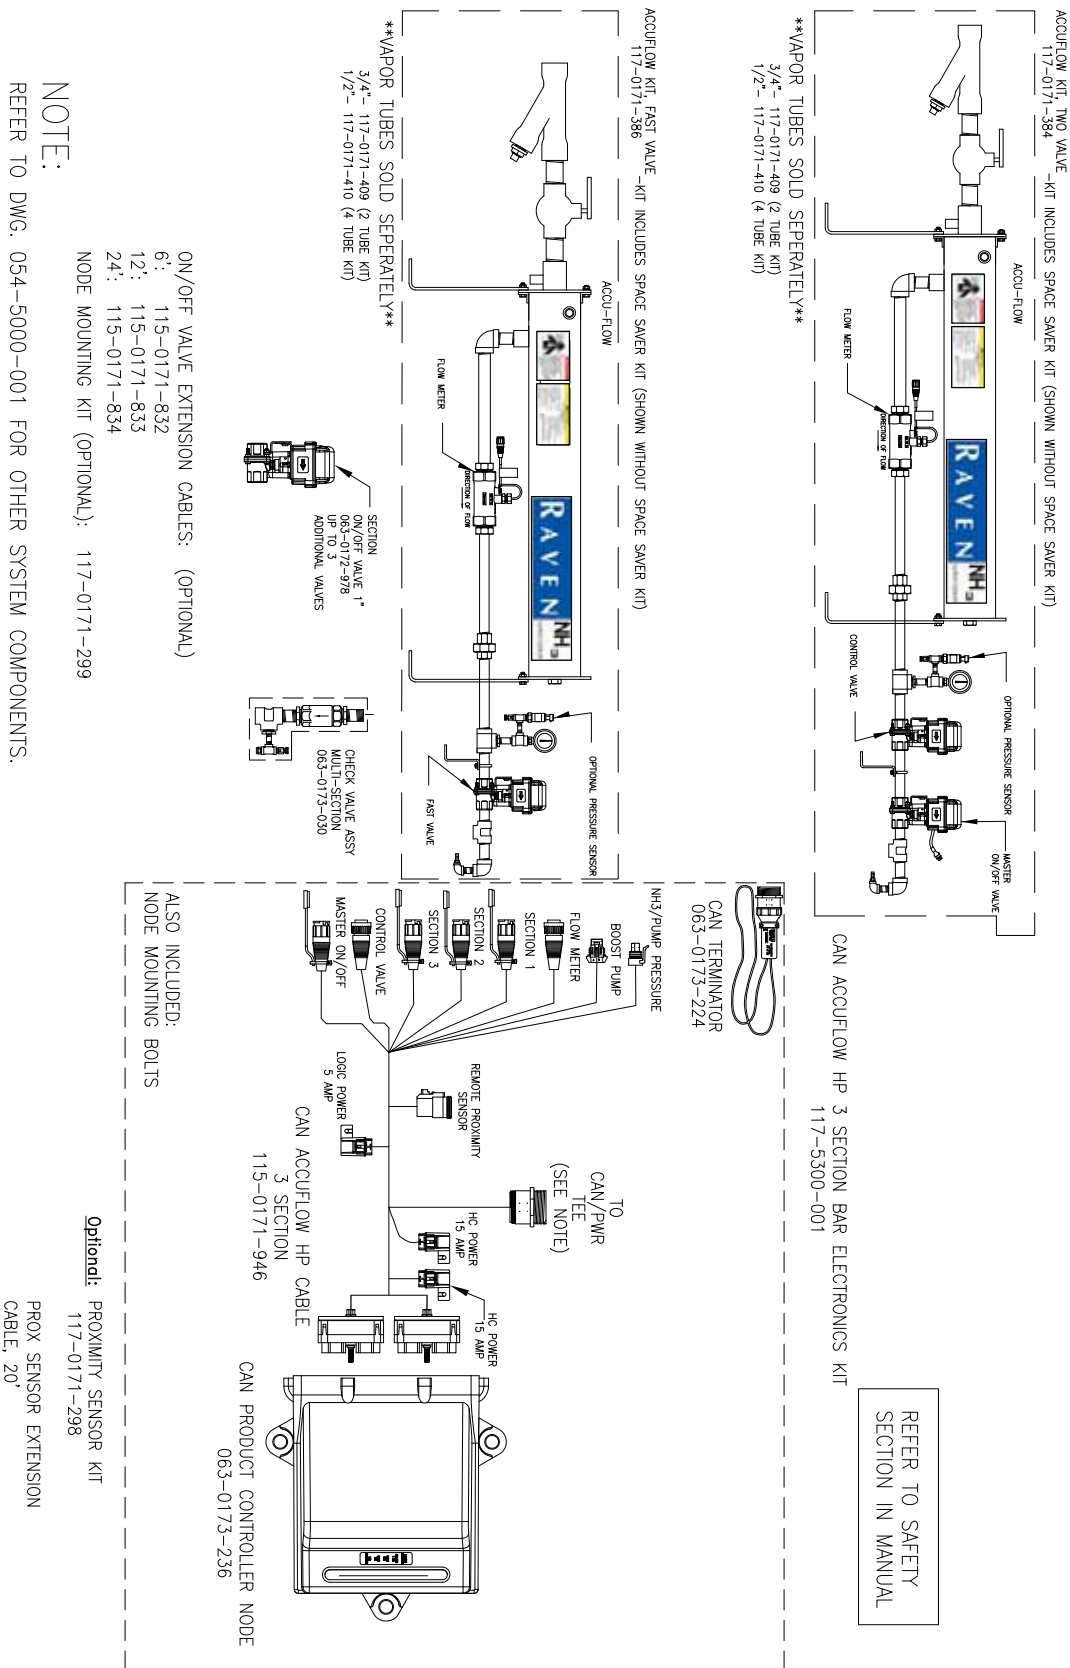 ACCUFLOW KIT, TWO VALVE
117-0171-384
-KIT INCLUDES SPACE SAVER KIT (SHOWN WITHOUT SPACE SAVER KIT)
ACCU-FLOW
RAVEN
NH
FLOW METER
DIRECTION OF FLOW
CONTROL VALVE
OPTIONAL PRESSURE SENSOR
MASTER
ON/OFF VALVE
**VAPOR TUBES SOLD SEPERATELY**
3/4"- 117-0171-409 (2 TUBE KIT)
1/2"- 117-0171-410 (4 TUBE KIT)
ACCUFLOW KIT, FAST VALVE
117-0171-386
-KIT INCLUDES SPACE SAVER KIT (SHOWN WITHOUT SPACE SAVER KIT)
ACCU-FLOW
RAVEN
NH
FLOW METER
DIRECTION OF FLOW
OPTIONAL PRESSURE SENSOR
FAST VALVE
**VAPOR TUBES SOLD SEPERATELY**
3/4"- 117-0171-409 (2 TUBE KIT)
1/2"- 117-0171-410 (4 TUBE KIT)
SECTION
ON/OFF VALVE 1"
063-0172-978
UP TO 3
ADDITIONAL VALVES
CHECK VALVE ASSY
MULTI-SECTION
063-0173-030
ON/OFF VALVE EXTENSION CABLES: (OPTIONAL)
6': 115-0171-832
12': 115-0171-833
24': 115-0171-834
NODE MOUNTING KIT (OPTIONAL): 117-0171-299
NOTE:
REFER TO DWG. 054-5000-001 FOR OTHER SYSTEM COMPONENTS.
REFER TO SAFETY
SECTION IN MANUAL
CAN ACCUFLOW HP 3 SECTION BAR ELECTRONICS KIT
117-5300-001
CAN TERMINATOR
063-0173-224
NH3/PUMP PRESSURE
BOOST PUMP
FLOW METER
SECTION 1
SECTION 2
SECTION 3
CONTROL VALVE
MASTER ON/OFF
REMOTE PROXIMITY
SENSOR
LOGIC POWER
5 AMP
TO
CAN/PWR
TEE
(SEE NOTE)
HC POWER
15 AMP
HC POWER
15 AMP
CAN ACCUFLOW HP CABLE
3 SECTION
115-0171-946
CAN PRODUCT CONTROLLER NODE
063-0173-236
ALSO INCLUDED:
NODE MOUNTING BOLTS
Optional: PROXIMITY SENSOR KIT
117-0171-298
PROX SENSOR EXTENSION
CABLE, 20'